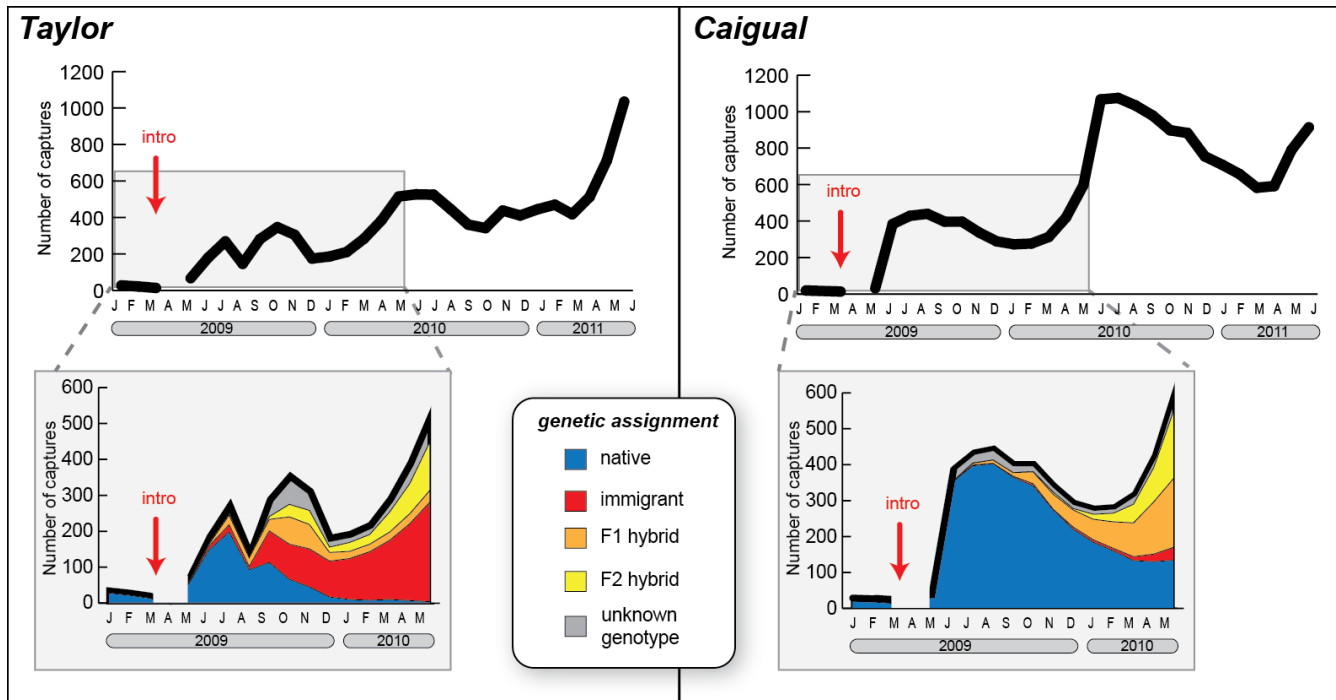 Taylor
Number of captures
1200
1000
800
600
400
200
0
intro
J F M A M J J A S O N D J F M A M J J A S O N D J F M A M J
2009 2010 2011
Number of captures
600
500
400
300
200
100
0
intro
J F M A M J J A S O N D J F M A M
2009 2010
genetic assignment
native
immigrant
F1 hybrid
F2 hybrid
unknown
genotype
Caigual
Number of captures
1200
1000
800
600
400
200
0
intro
J F M A M J J A S O N D J F M A M J J A S O N D J F M A M J
2009 2010 2011
Number of captures
600
500
400
300
200
100
0
intro
J F M A M J J A S O N D J F M A M
2009 2010